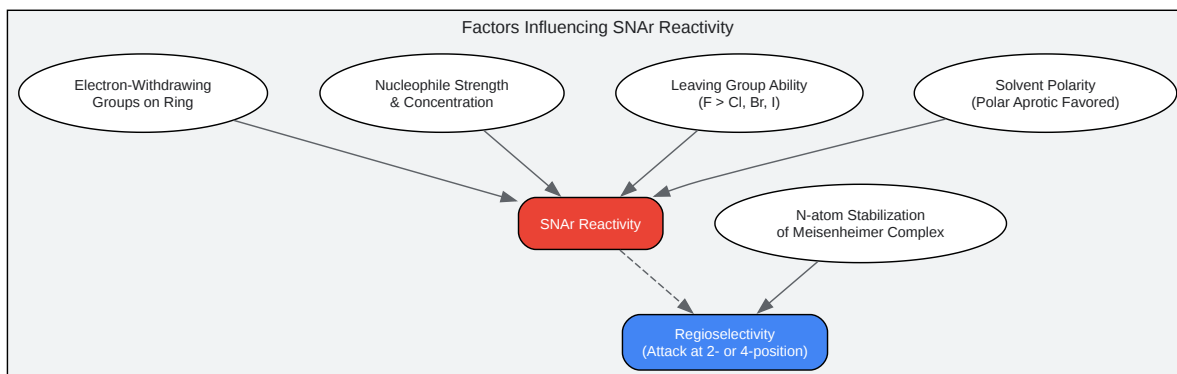 Factors Influencing SNAr Reactivity
Electron-Withdrawing
Groups on Ring
Nucleophile Strength
& Concentration
Leaving Group Ability
(F > Cl, Br, I)
Solvent Polarity
(Polar Aprotic Favored)
SNAr Reactivity
N-atom Stabilization
of Meisenheimer Complex
Regioselectivity
(Attack at 2- or 4-position)